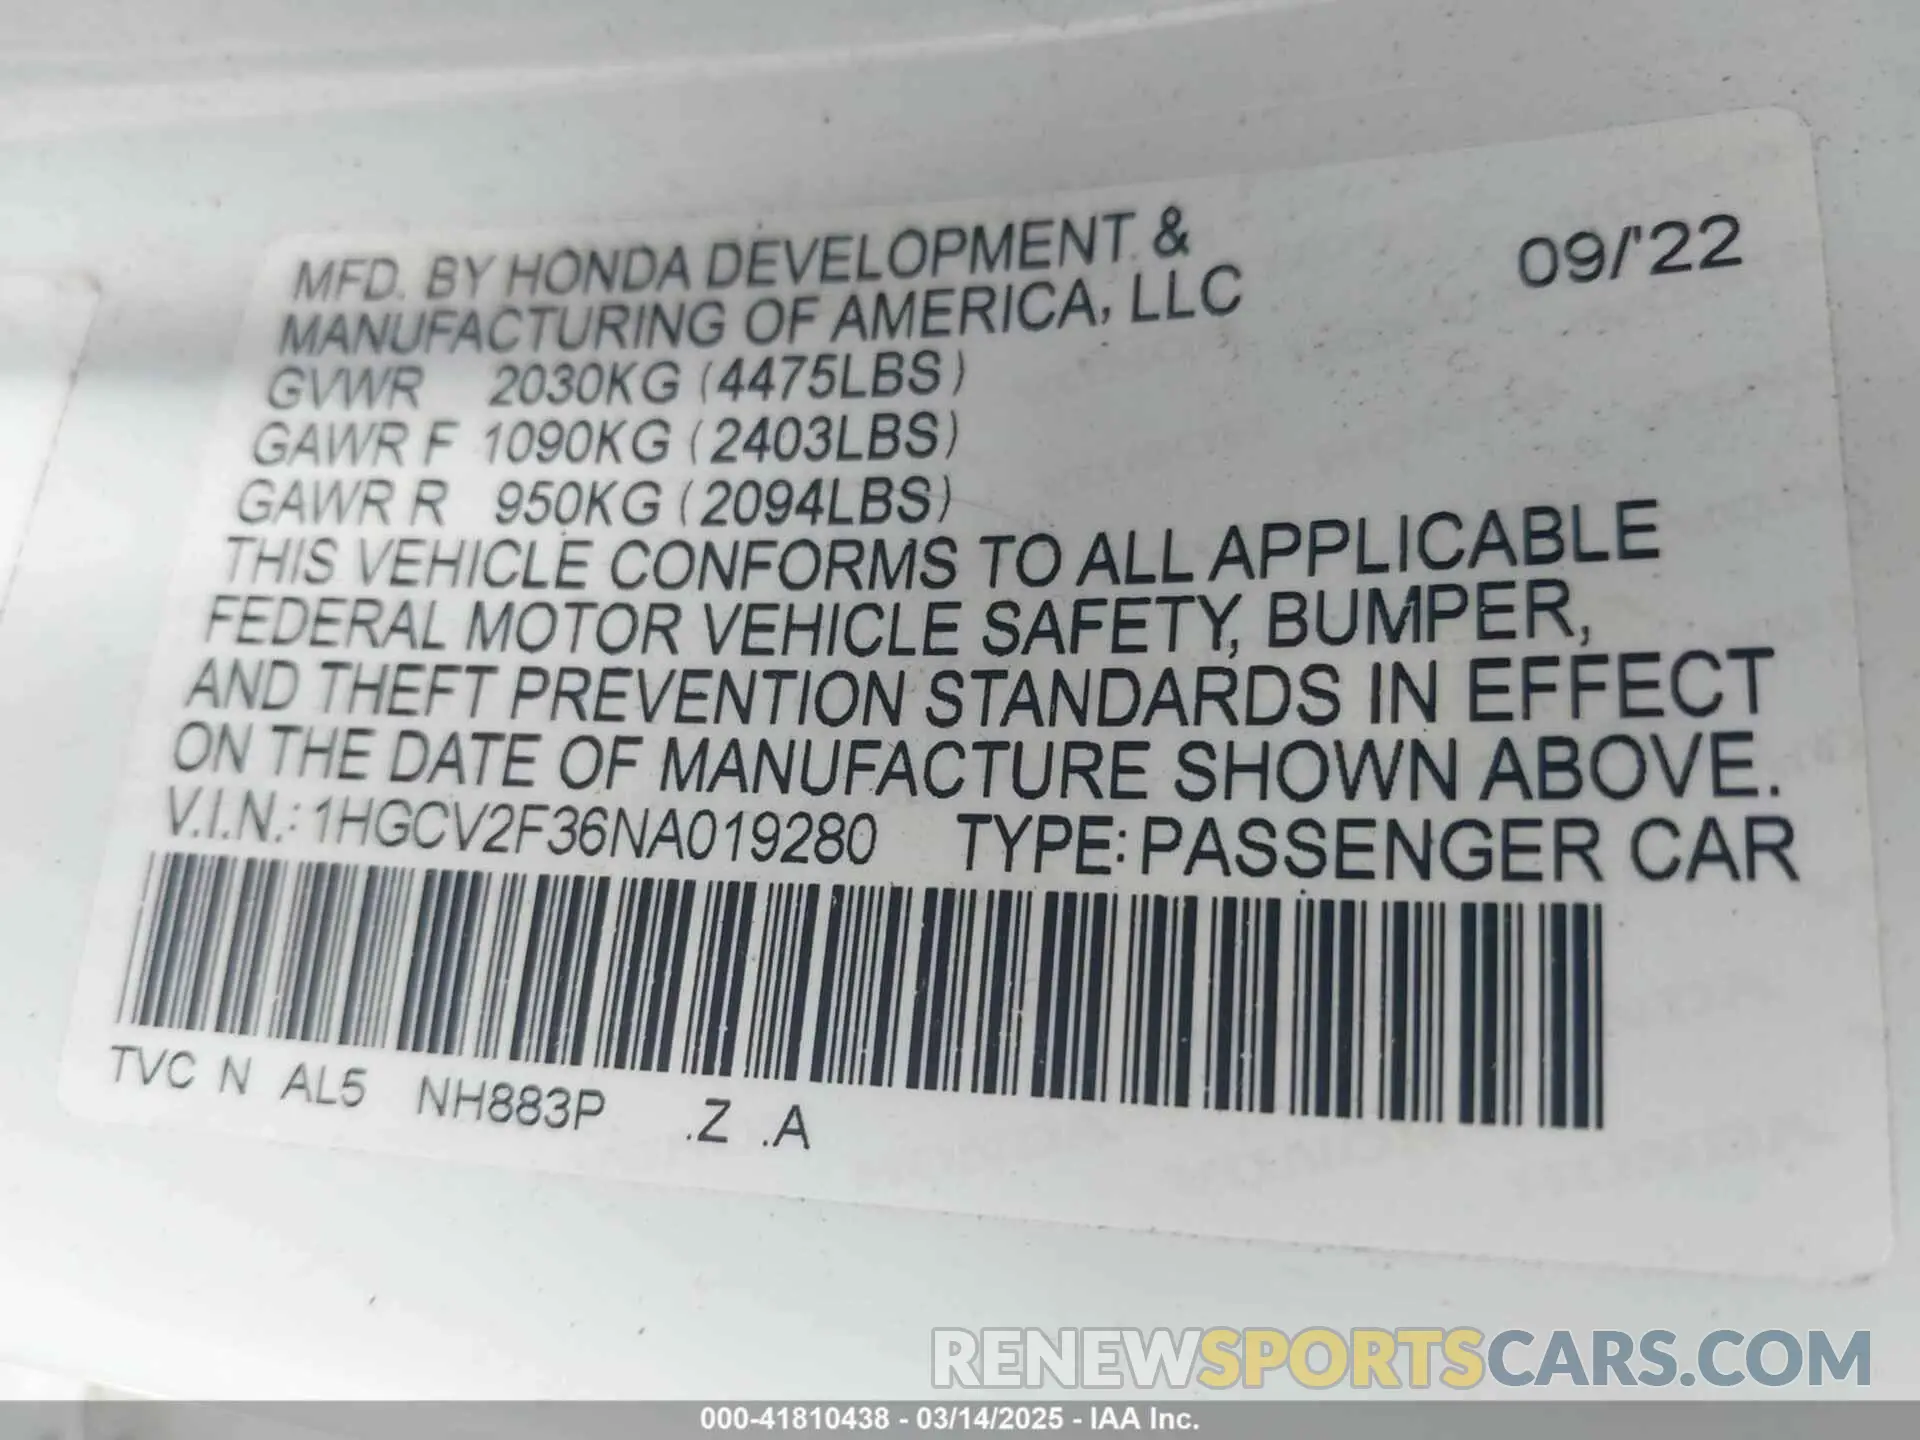 MFD. BY HONDA DEVELOPMENT & 09/'22
MANUFACTURING OF AMERICA, LLC
GVWR 2030KG (4475LBS)
GAWR F 1090KG (2403LBS)
GAWR R 950KG (2094LBS)
THIS VEHICLE CONFORMS TO ALL APPLICABLE
FEDERAL MOTOR VEHICLE SAFETY, BUMPER,
AND THEFT PREVENTION STANDARDS IN EFFECT
ON THE DATE OF MANUFACTURE SHOWN ABOVE.
V.I.N.: 1HGCV2F36NA019280 TYPE: PASSENGER CAR
TVC N AL5 NH883P .Z .A
RENEWSPORTSCARS.COM
000-41810438 - 03/14/2025 - IAA Inc.